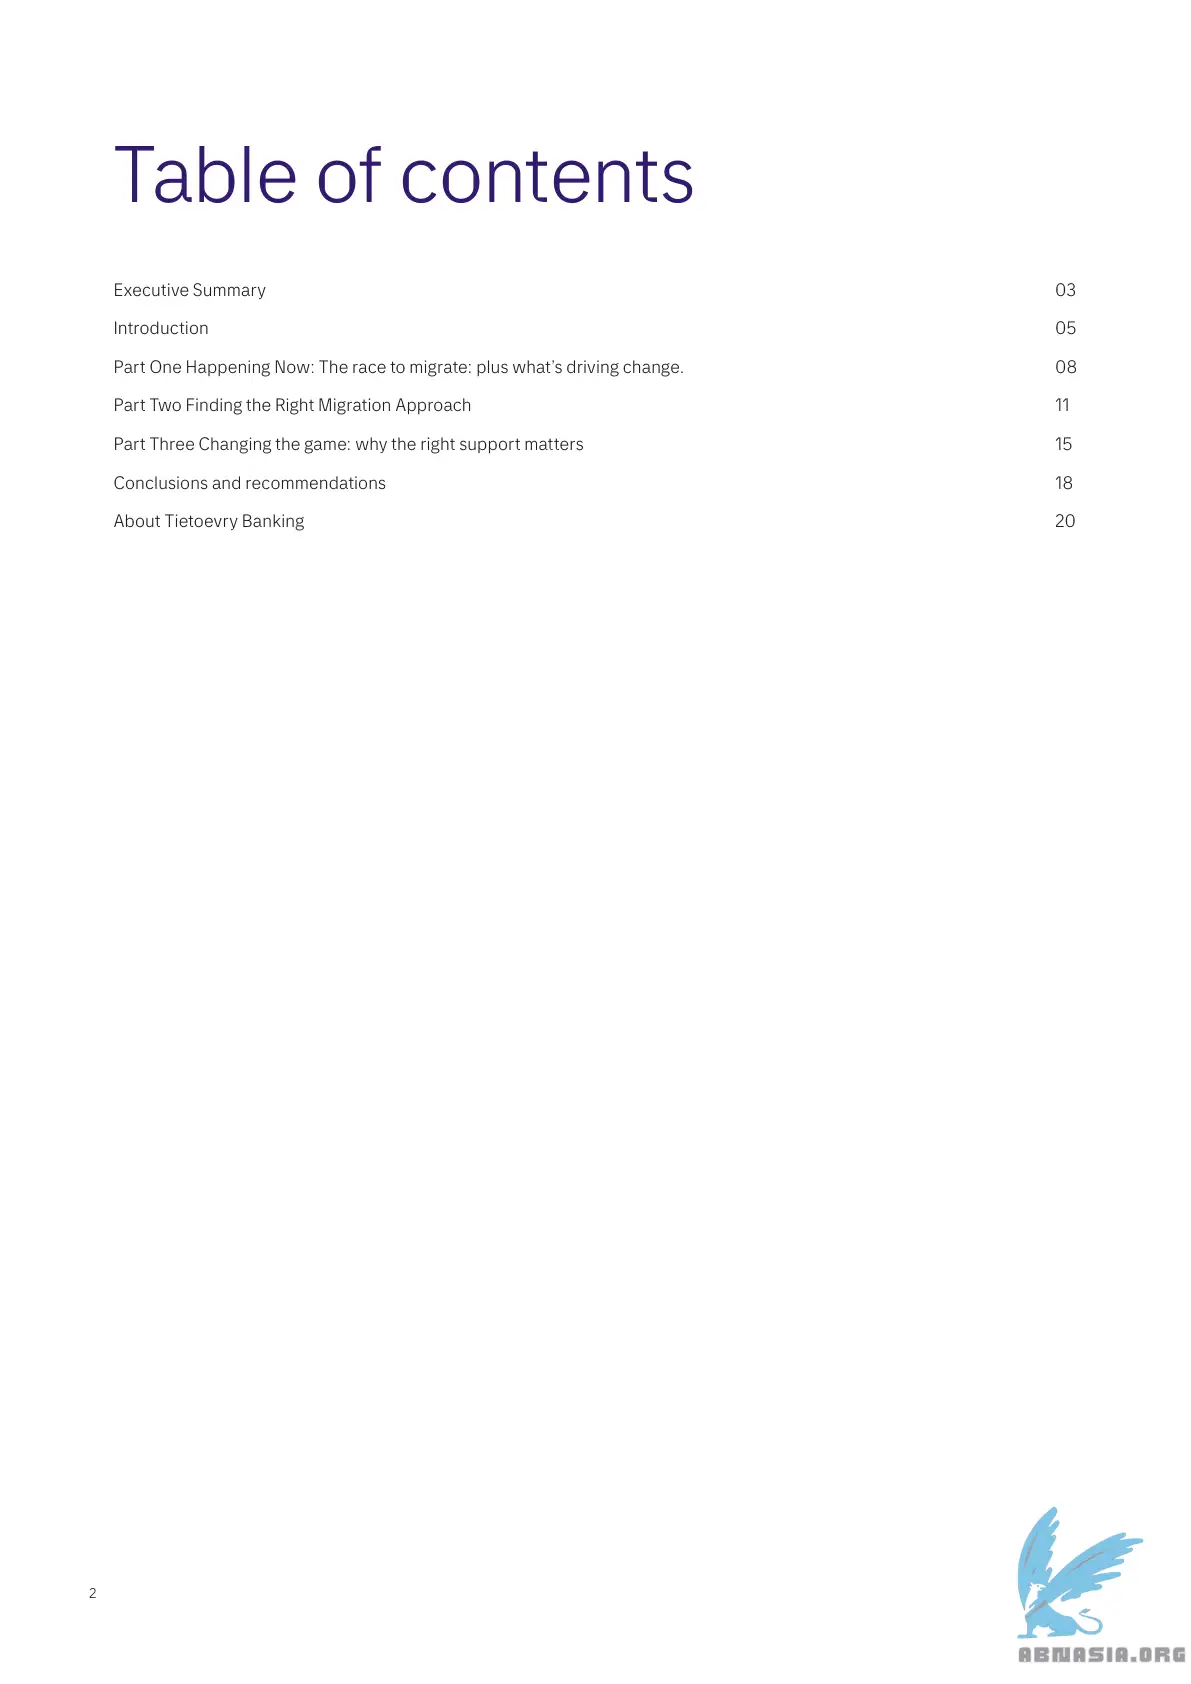 Table of contents
Executive Summary 03
Introduction 05
Part One Happening Now: The race to migrate: plus what's driving change. 08
Part Two Finding the Right Migration Approach 11
Part Three Changing the game: why the right support matters 15
Conclusions and recommendations 18
About Tietoevry Banking 20
2
ABNASIA.ORG